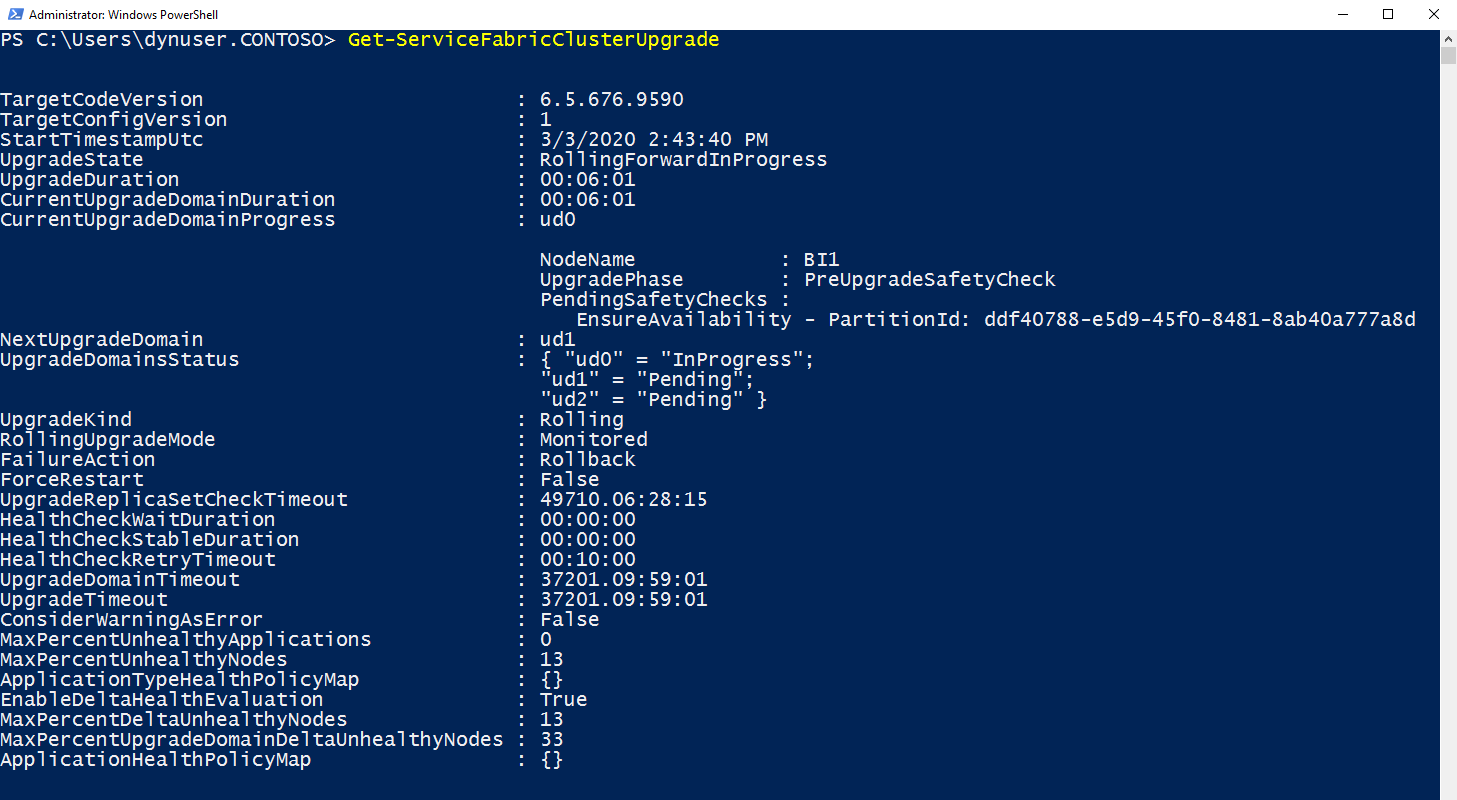 Administrator: Windows PowerShell
PS C:\Users\dynuser.CONTOSO> Get-ServiceFabricClusterUpgrade
TargetCodeVersion : 6.5.676.9590
TargetConfigVersion : 1
StartTimestampUtc : 3/3/2020 2:43:40 PM
UpgradeState : RollingForwardInProgress
UpgradeDuration : 00:06:01
CurrentUpgradeDomainDuration : 00:06:01
CurrentUpgradeDomainProgress : ud0
NodeName : BI1
UpgradePhase : PreUpgradeSafetyCheck
PendingSafetyChecks :
EnsureAvailability - PartitionId: ddf40788-e5d9-45f0-8481-8ab40a777a8d
NextUpgradeDomain : ud1
UpgradeDomainsStatus : { "ud0" = "InProgress";
"ud1" = "Pending";
"ud2" = "Pending" }
UpgradeKind : Rolling
RollingUpgradeMode : Monitored
FailureAction : Rollback
ForceRestart : False
UpgradeReplicaSetCheckTimeout : 49710.06:28:15
HealthCheckWaitDuration : 00:00:00
HealthCheckStableDuration : 00:00:00
HealthCheckRetryTimeout : 00:10:00
UpgradeDomainTimeout : 37201.09:59:01
UpgradeTimeout : 37201.09:59:01
ConsiderWarningAsError : False
MaxPercentUnhealthyApplications : 0
MaxPercentUnhealthyNodes : 13
ApplicationTypeHealthPolicyMap : {}
EnableDeltaHealthEvaluation : True
MaxPercentDeltaUnhealthyNodes : 13
MaxPercentUpgradeDomainDeltaUnhealthyNodes : 33
ApplicationHealthPolicyMap : {}